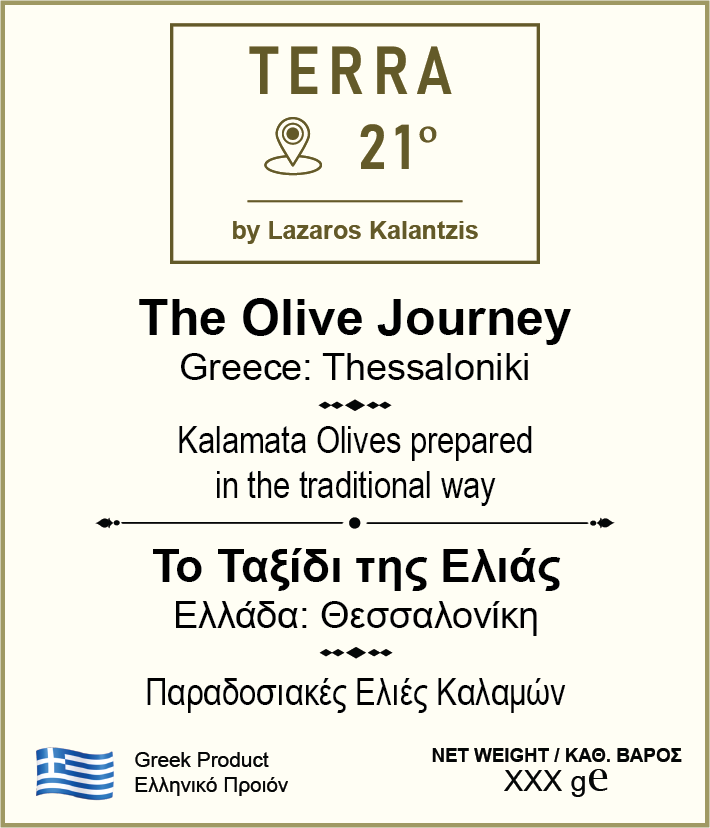 TERRA
21º
by Lazaros Kalantzis
The Olive Journey
Greece: Thessaloniki
Kalamata Olives prepared
in the traditional way
Το Ταξίδι της Ελιάς
Ελλάδα: Θεσσαλονίκη
Παραδοσιακές Ελιές Καλαμών
Greek Product
Ελληνικό Προιόν
NET WEIGHT / ΚΑΘ. ΒΑΡΟΣ
XXX g℮